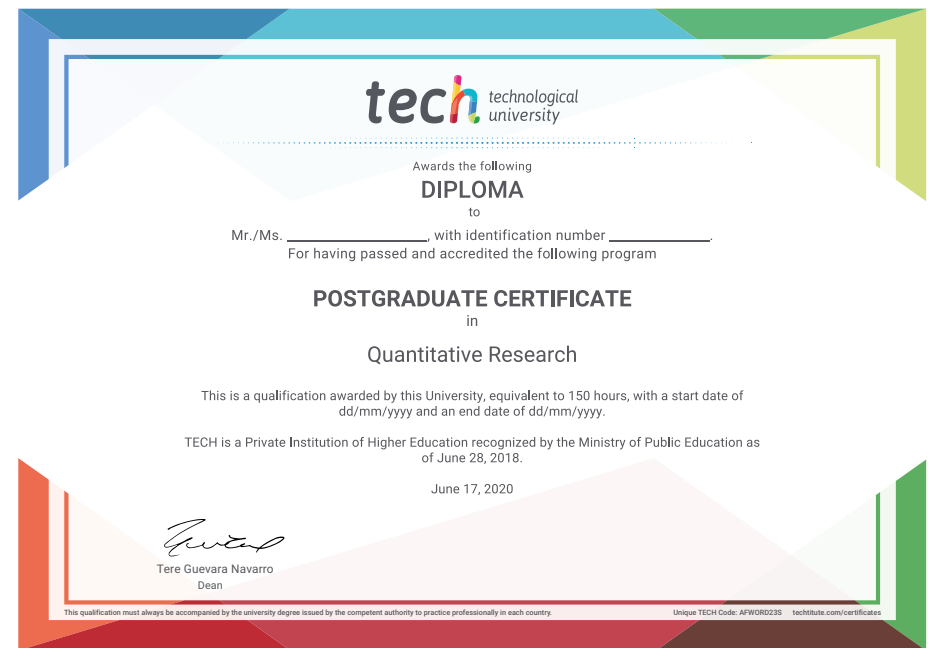 tech technological
university
Awards the following
DIPLOMA
to
Mr./Ms. ____________________, with identification number ______________.
For having passed and accredited the following program
POSTGRADUATE CERTIFICATE
in
Quantitative Research
This is a qualification awarded by this University, equivalent to 150 hours, with a start date of
dd/mm/yyyy and an end date of dd/mm/yyyy.
TECH is a Private Institution of Higher Education recognized by the Ministry of Public Education as
of June 28, 2018.
June 17, 2020
Tere Guevara Navarro
Dean
This qualification must always be accompanied by the university degree issued by the competent authority to practice professionally in each country. Unique TECH Code: AFWORD23S techtitute.com/certificates